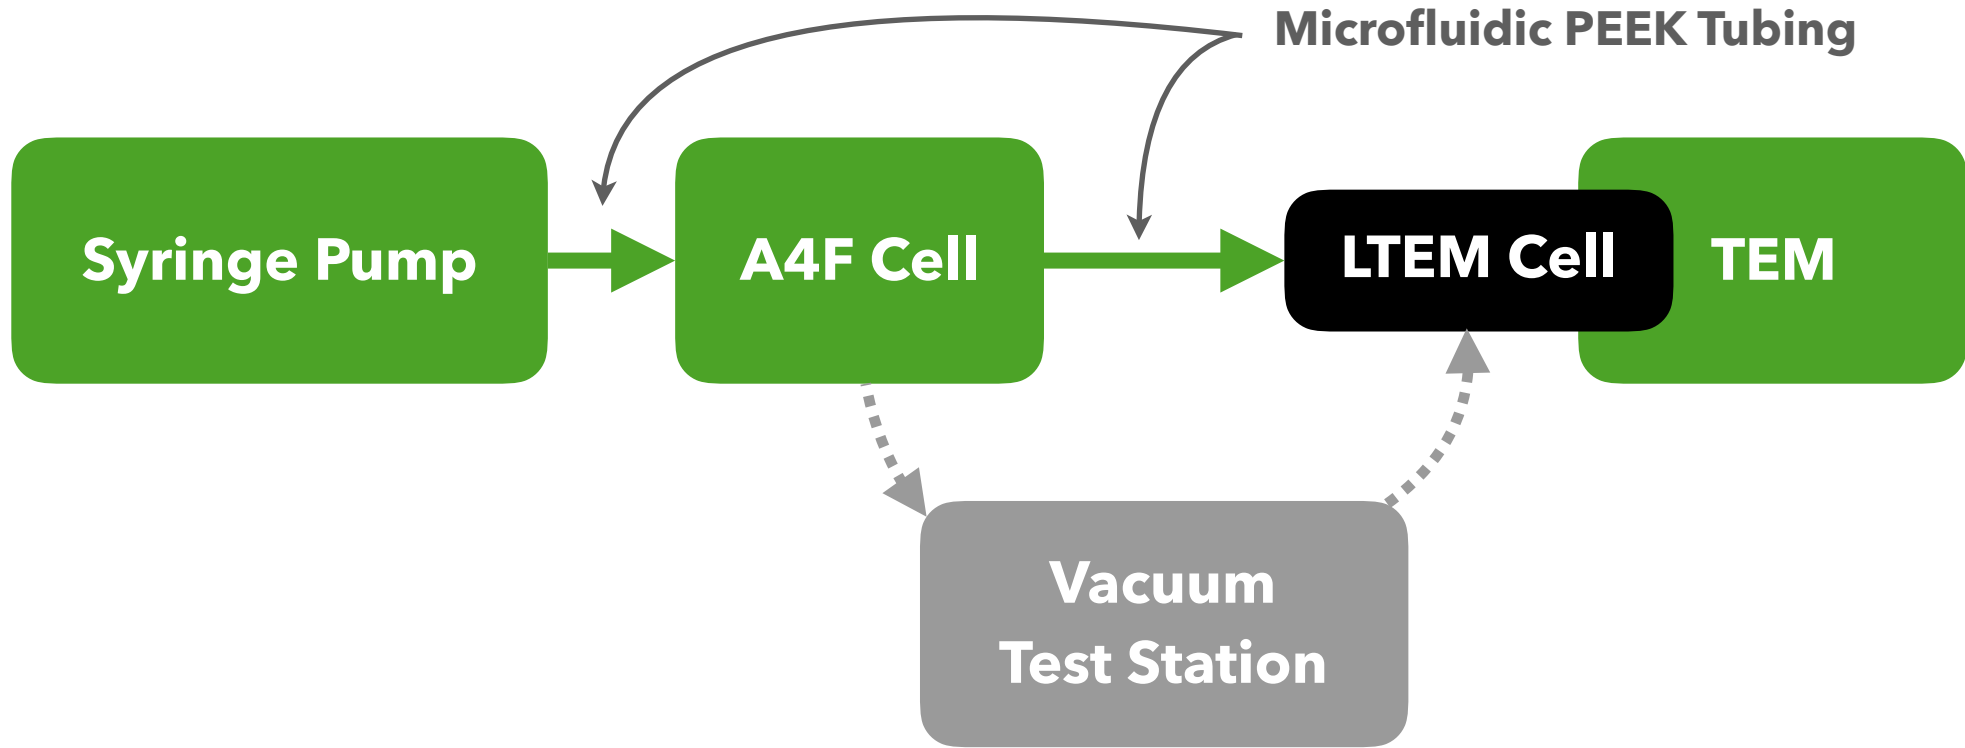 Microfluidic PEEK Tubing
Syringe Pump
A4F Cell
LTEM Cell
TEM
Vacuum
Test Station